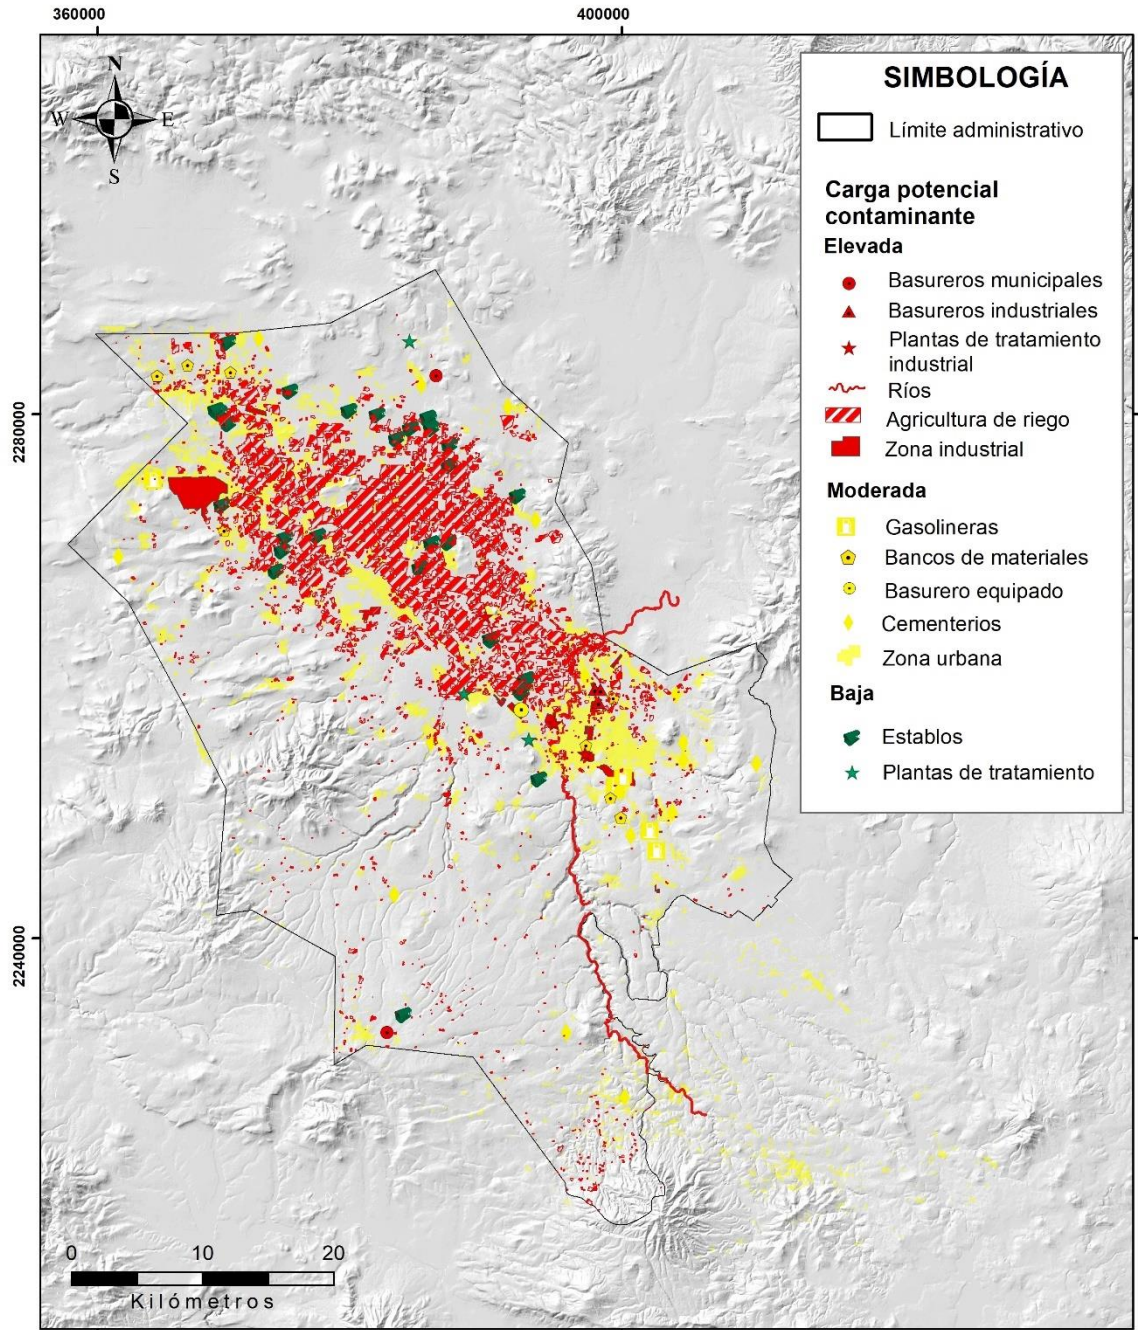 360000
400000
N
W
E
S
SIMBOLOGÍA
Límite administrativo
Carga potencial
contaminante
Elevada
Basureros municipales
Basureros industriales
Plantas de tratamiento
industrial
Ríos
Agricultura de riego
Zona industrial
Moderada
Gasolineras
Bancos de materiales
Basurero equipado
Cementerios
Zona urbana
Baja
Establos
Plantas de tratamiento
2280000
2240000
0 10 20
Kilómetros